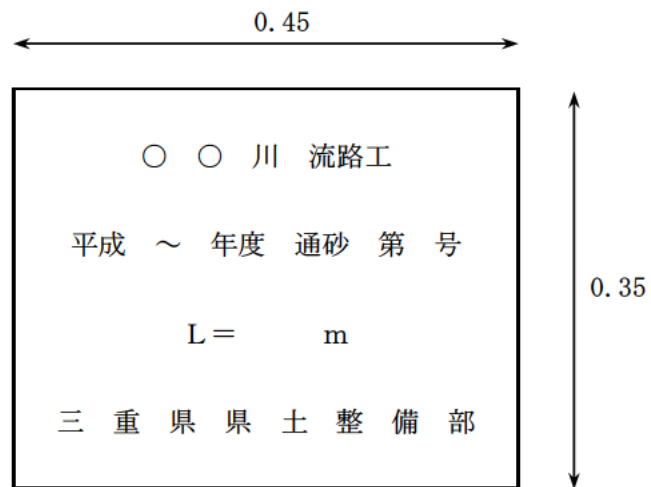 0.45
○ ○ 川 流路工
平成 ～ 年度 通砂 第 号
0.35
L＝ m
三 重 県 県 土 整 備 部